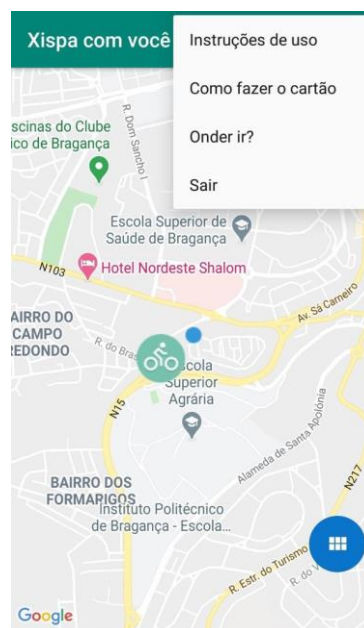 Xispa com você
Instruções de uso
Como fazer o cartão
Onder ir?
Sair
R. Dom Sancho I
scinas do Clube
ico de Bragança
Escola Superior de
Saúde de Bragança
N103
Hotel Nordeste Shalom
Av. Sá Carneiro
AIRRO DO
CAMPO
REDONDO
R. do Bras
scola
Superior
Agrária
N15
Alameda de Santa Apolónia
N217
BAIRRO DOS
FORMARIGOS
Instituto Politécnico
de Bragança - Escola...
R. Estr. do Turismo
R. do V
Google